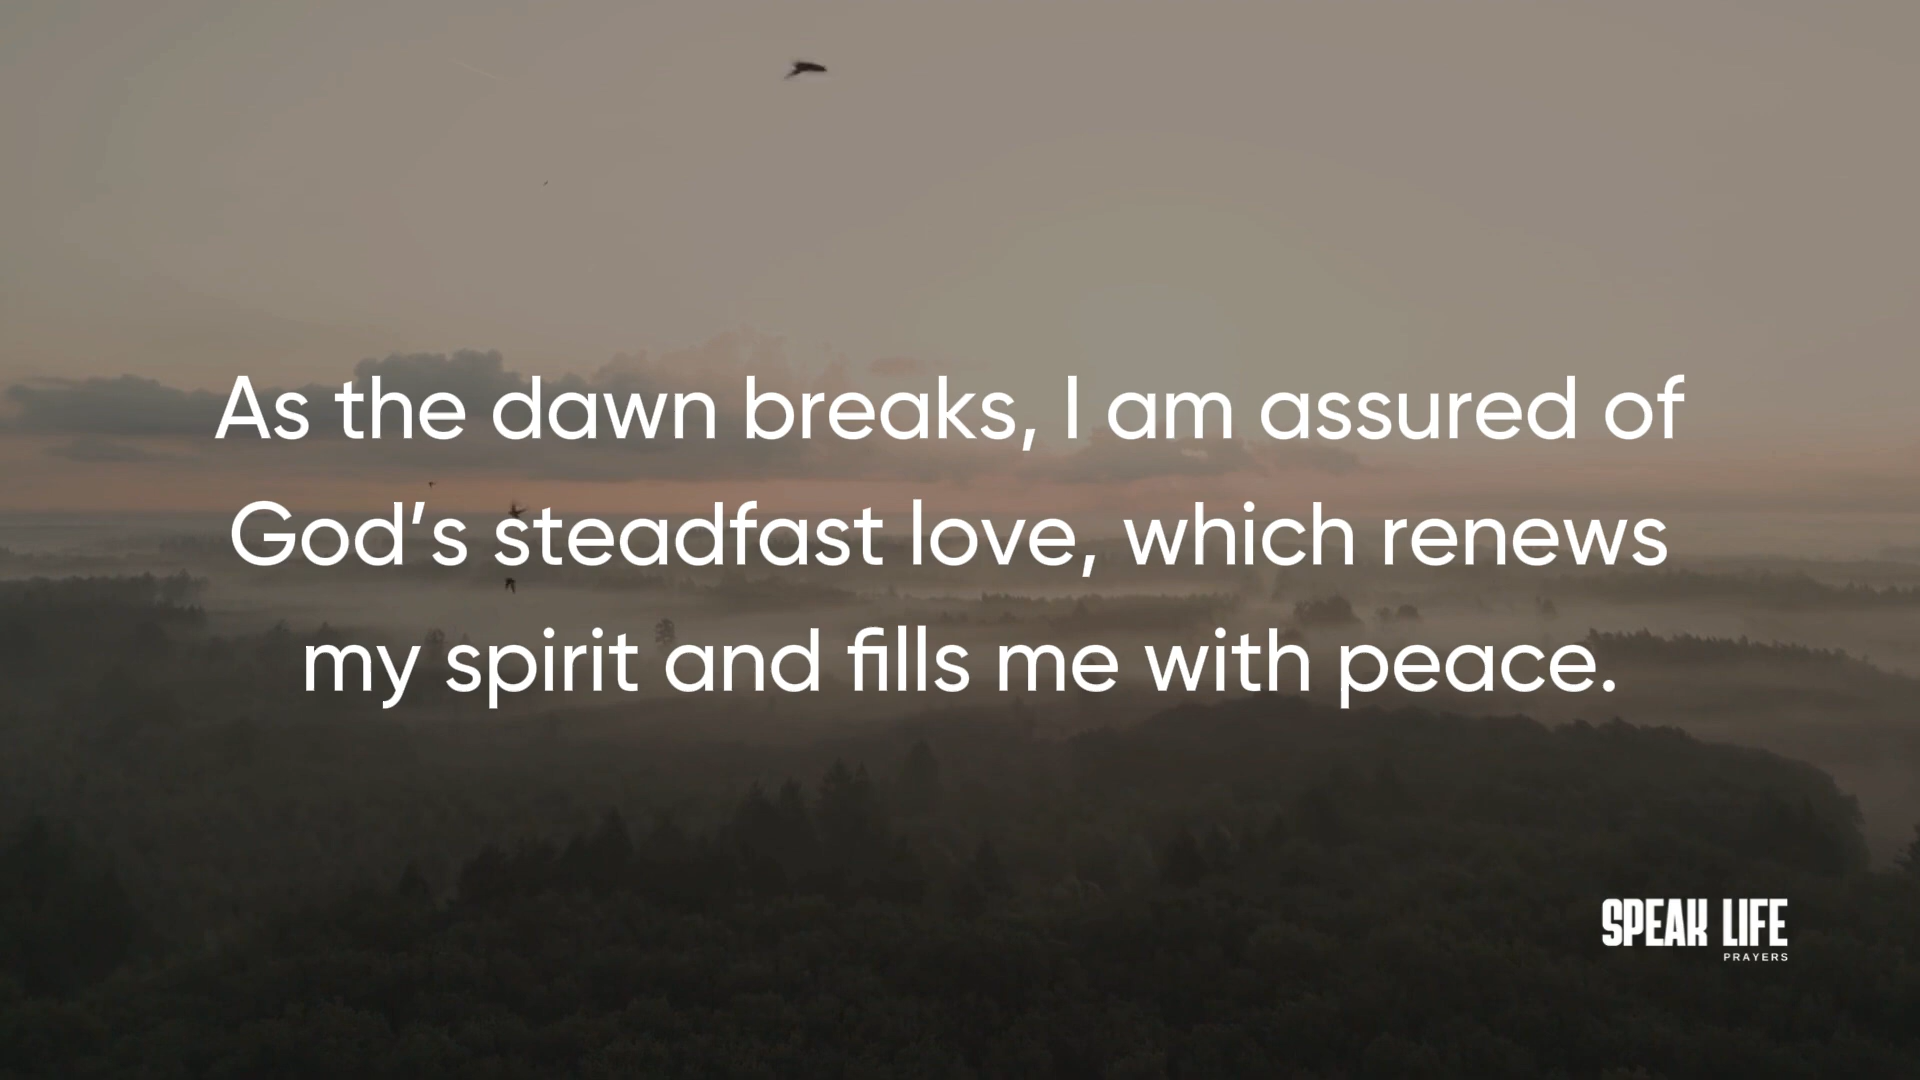 As the dawn breaks, I am assured of
God’s steadfast love, which renews
my spirit and fills me with peace.
SPEAK LIFE
PRAYERS